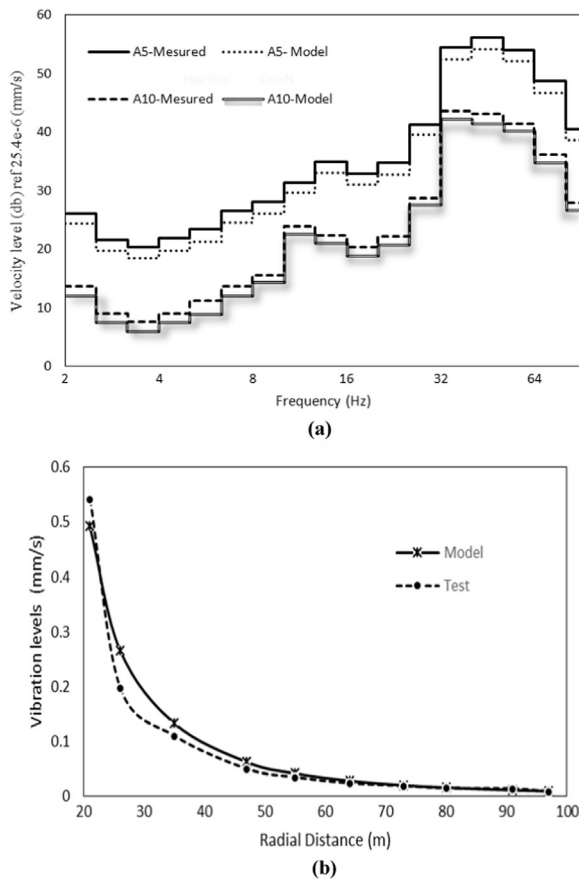 60
50
40
30
20
10
0
Velocity level (db) ref 25.4e-6 (mm/s)
A5-Mesured
A5- Model
A10-Mesured
A10-Model
2 4 8 16 32 64
Frequency (Hz)
(a)
0.6
0.5
0.4
0.3
0.2
0.1
0
Vibration levels (mm/s)
Model
Test
20 30 40 50 60 70 80 90 100
Radial Distance (m)
(b)